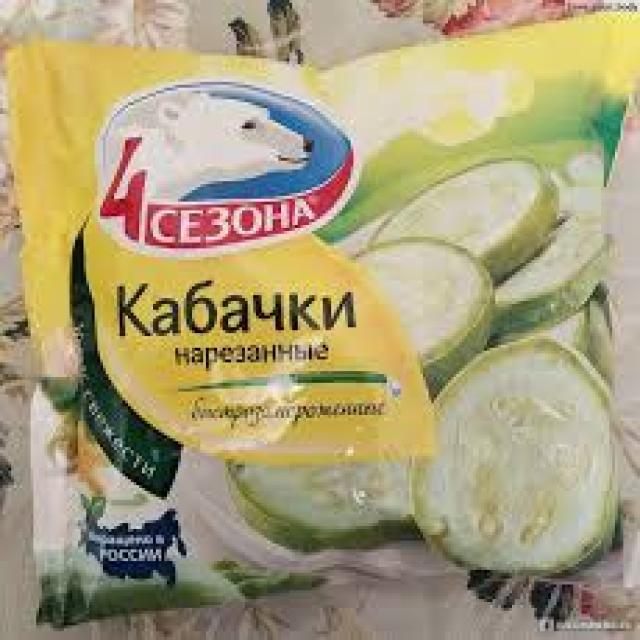 4 СЕЗОНА
Кабачки
нарезанные
быстрозамороженные
СВЕЖЕСТИ
РОССИИ